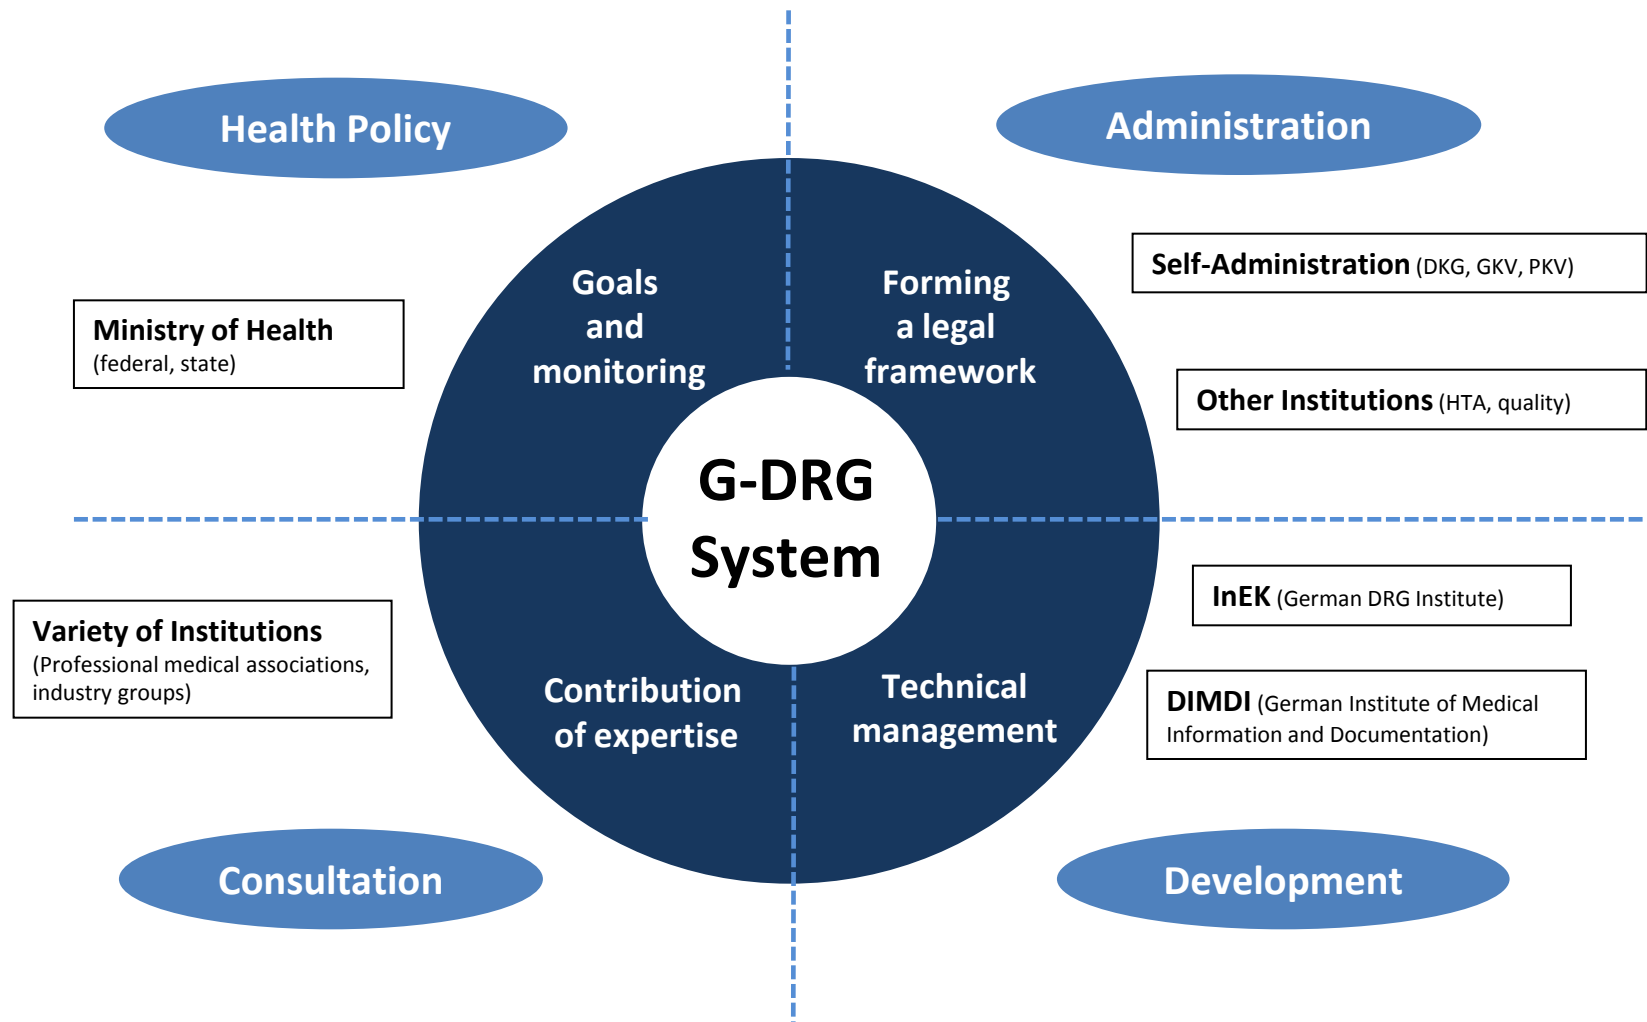 Health Policy
Administration
Goals
and
monitoring
Forming
a legal
framework
Ministry of Health
(federal, state)
Self-Administration (DKG, GKV, PKV)
Other Institutions (HTA, quality)
G-DRG
System
Variety of Institutions
(Professional medical associations,
industry groups)
Contribution
of expertise
Technical
management
InEK (German DRG Institute)
DIMDI (German Institute of Medical
Information and Documentation)
Consultation
Development